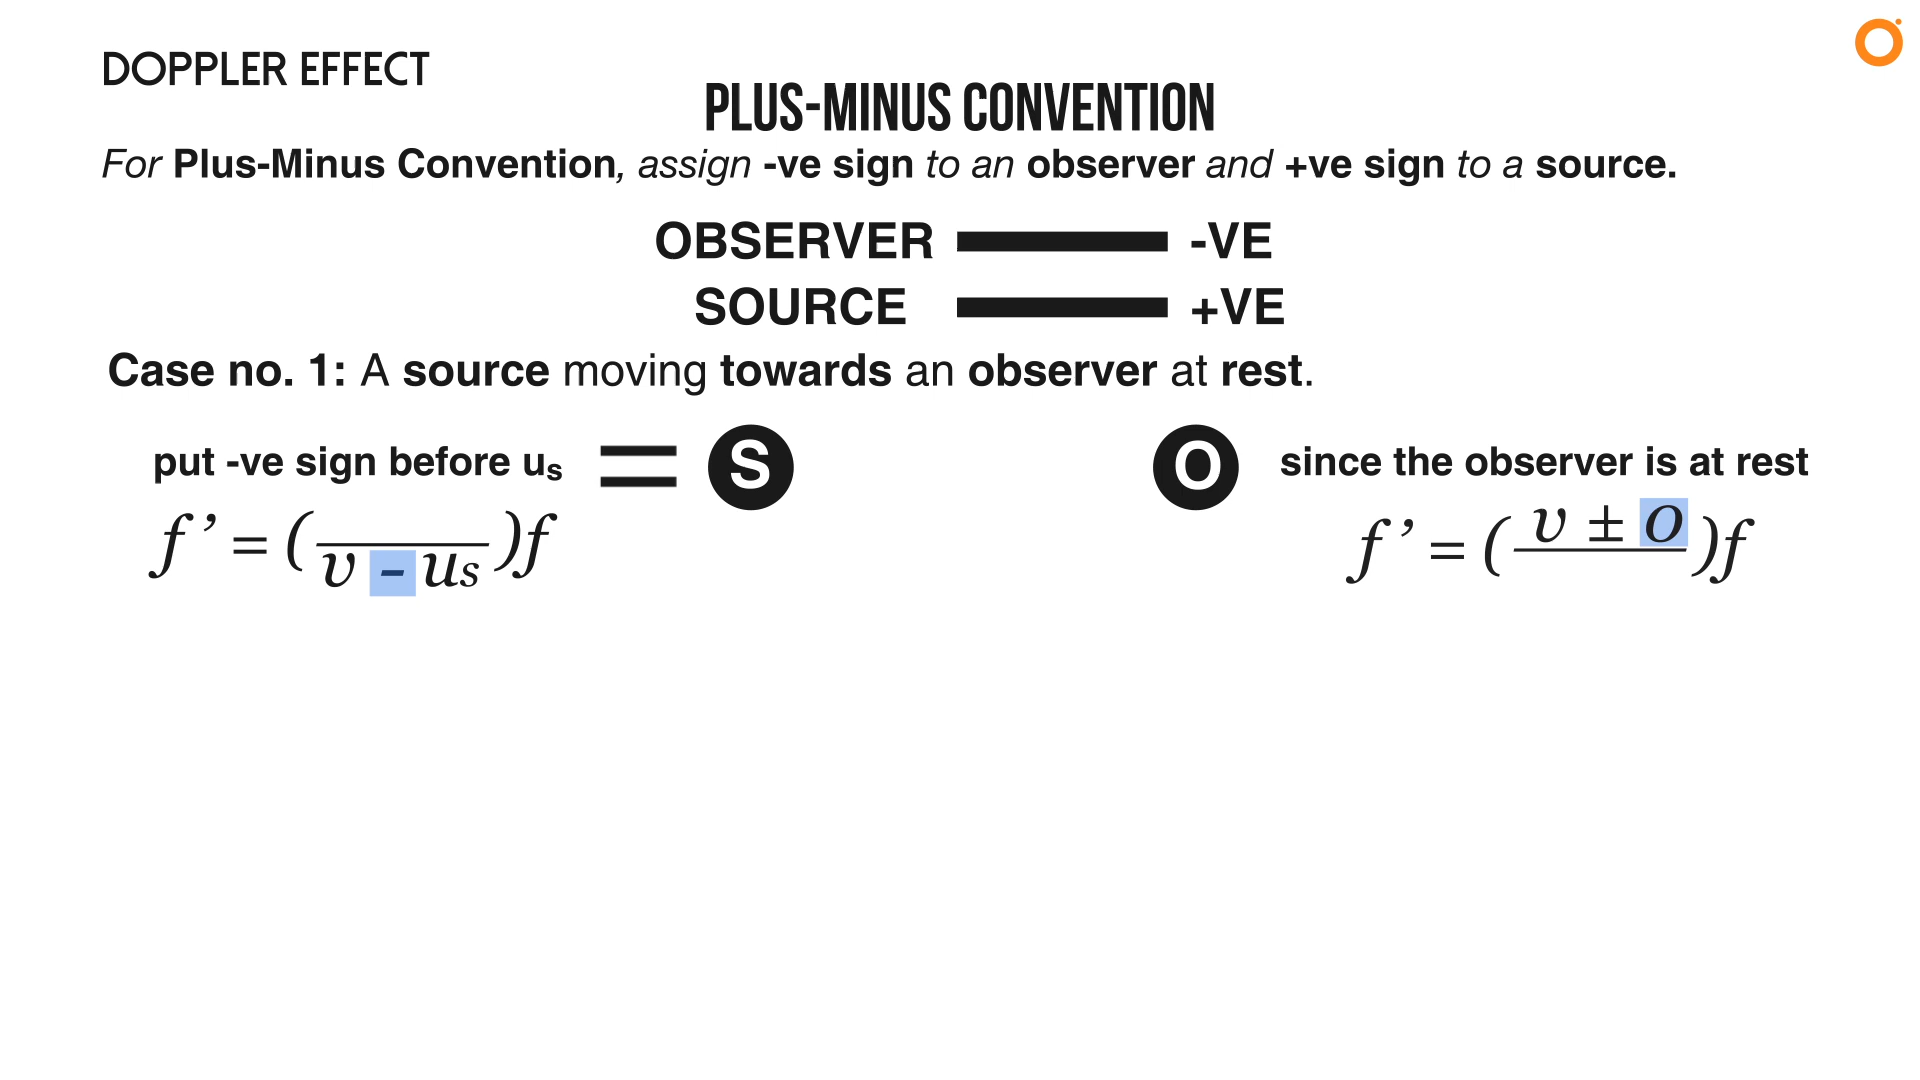 DOPPLER EFFECT
PLUS-MINUS CONVENTION
For Plus-Minus Convention, assign -ve sign to an observer and +ve sign to a source.
OBSERVER -VE
SOURCE +VE
Case no. 1: A source moving towards an observer at rest.
put -ve sign before us = S O since the observer is at rest
f’ = ( / v - us )f
f’ = ( v ± o / )f